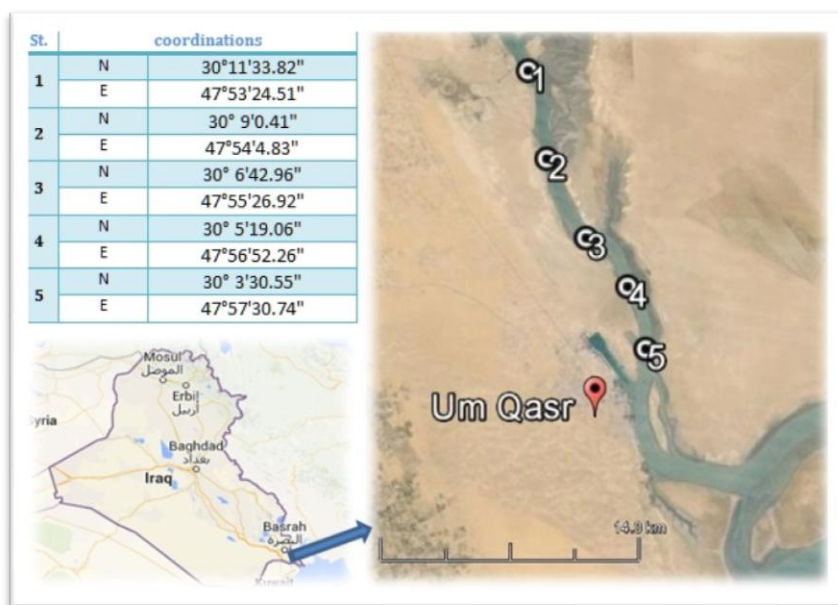 St. coordinations
1 N 30°11'33.82"
E 47°53'24.51"
2 N 30° 9'0.41"
E 47°54'4.83"
3 N 30° 6'42.96"
E 47°55'26.92"
4 N 30° 5'19.06"
E 47°56'52.26"
5 N 30° 3'30.55"
E 47°57'30.74"
Mosul
الموصل
Erbil
أربيل
yria
Baghdad
بغداد
Iraq
Basrah
البصرة
Kuwait
1
2
3
4
5
Um Qasr
km